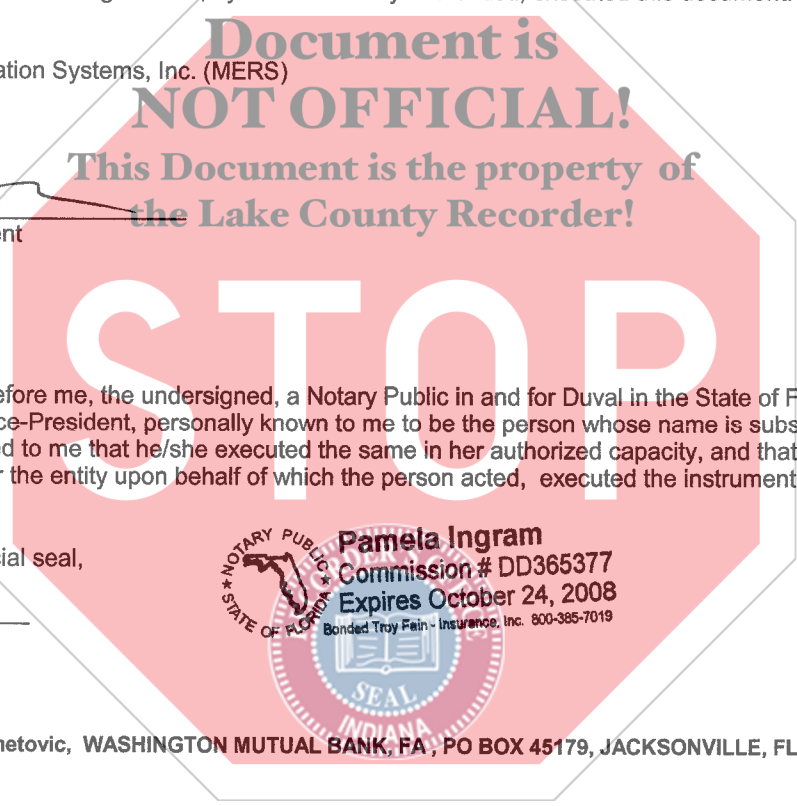 executed this document.
Document is
ation Systems, Inc. (MERS)
NOT OFFICIAL!
This Document is the property of
the Lake County Recorder!
ent
STOP
efore me, the undersigned, a Notary Public in and for Duval in the State of F
ce-President, personally known to me to be the person whose name is subs
ed to me that he/she executed the same in her authorized capacity, and that
r the entity upon behalf of which the person acted, executed the instrument
cial seal,
NOTARY PUBLIC
STATE OF FLORIDA
Pamela Ingram
Commission # DD365377
Expires October 24, 2008
Bonded Troy Fain - Insurance, Inc. 800-385-7019
SEAL
INDIANA
netovic, WASHINGTON MUTUAL BANK, FA , PO BOX 45179, JACKSONVILLE, FL